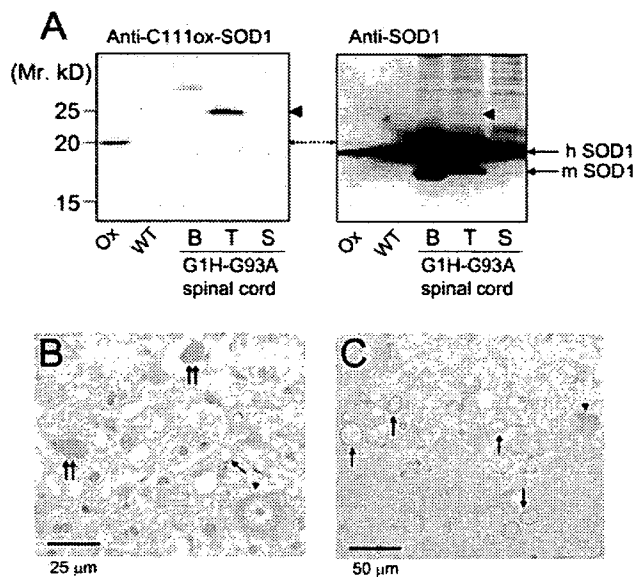 A
Anti-C111ox-SOD1 Anti-SOD1
(Mr. kD)
25
20
15
h SOD1
m SOD1
Ox WT B T S Ox WT B T S
G1H-G93A G1H-G93A
spinal cord spinal cord
B C
25 µm 50 µm